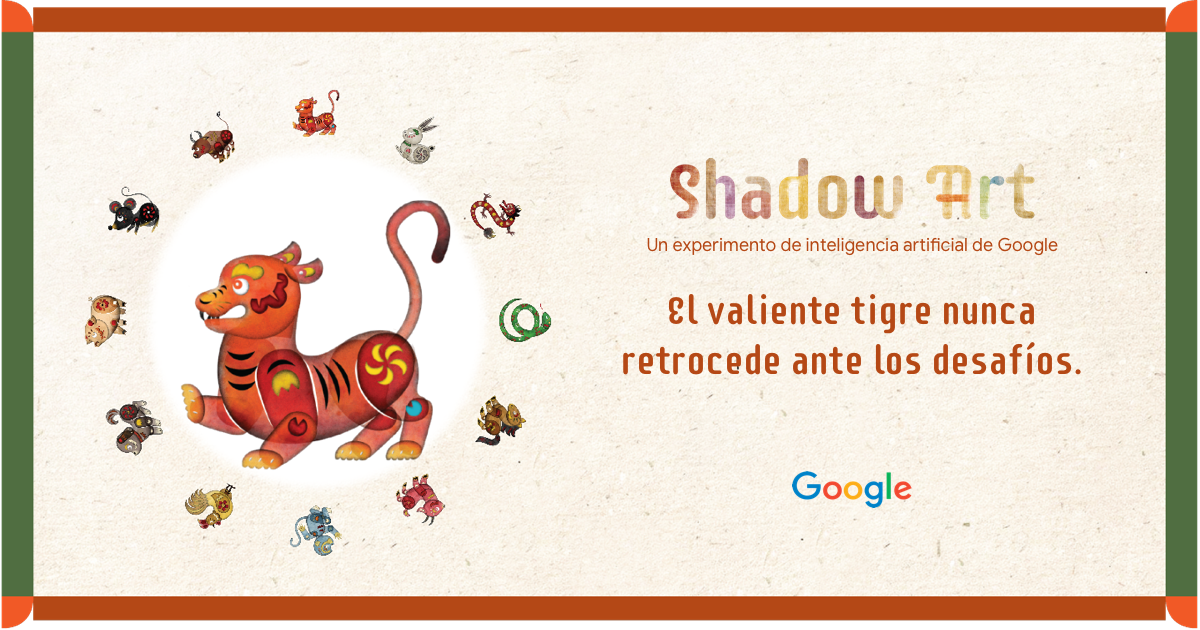 Shadow Art
Un experimento de inteligencia artificial de Google
El valiente tigre nunca
retrocede ante los desafíos.
Google